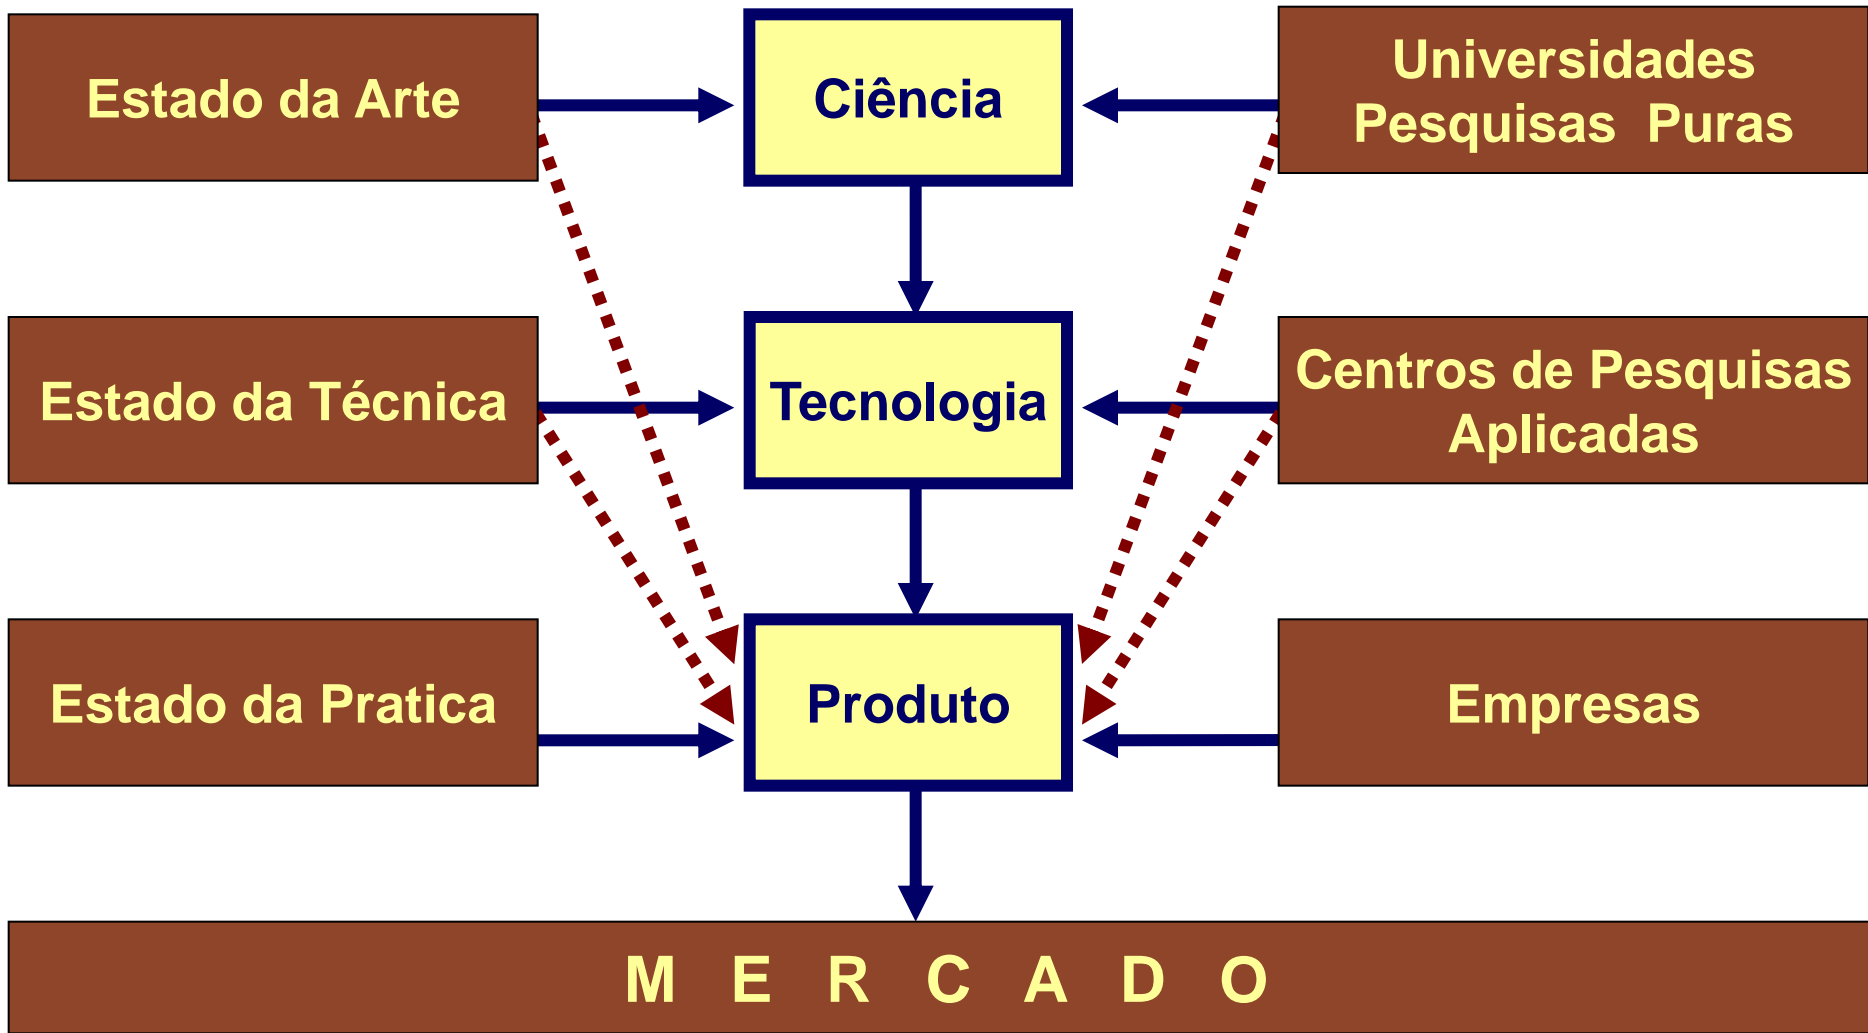 Estado da Arte
Ciência
Universidades
Pesquisas  Puras
Estado da Técnica
Tecnologia
Centros de Pesquisas
Aplicadas
Estado da Pratica
Produto
Empresas
M E R C A D O